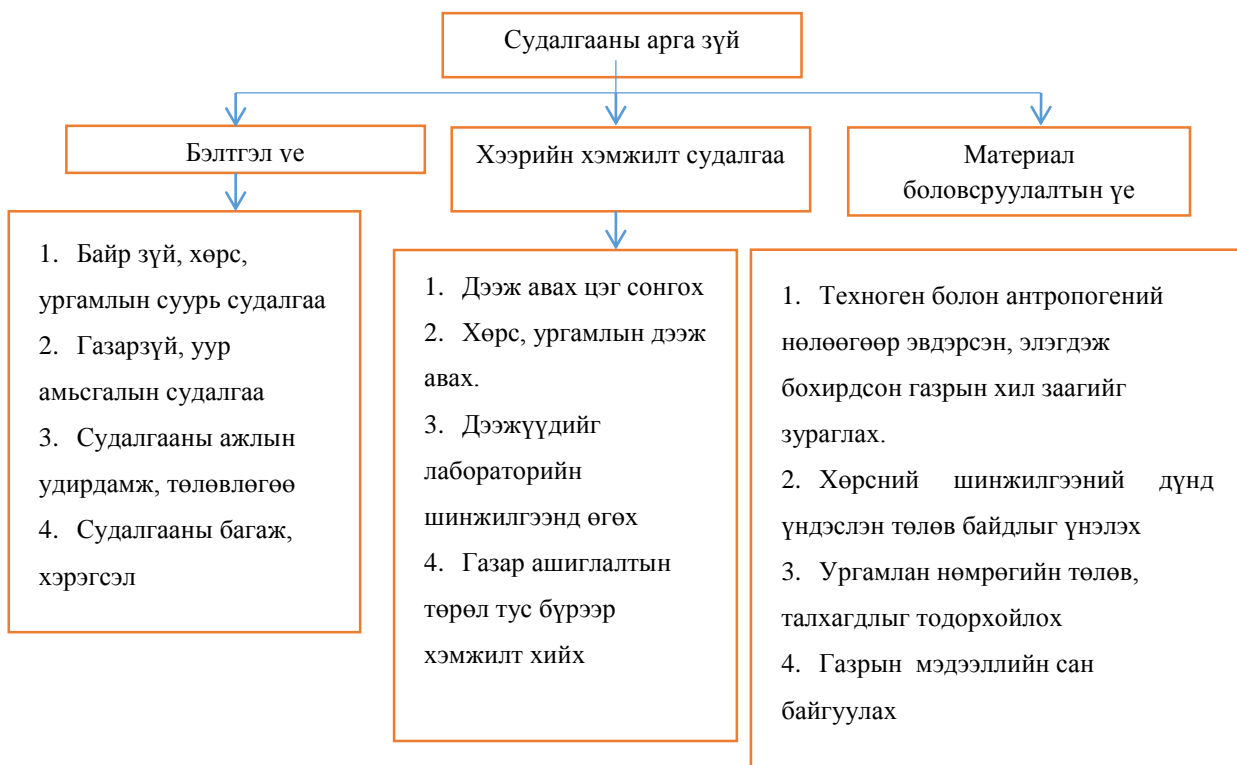 Судалгааны арга зүй
Бэлтгэл үе
Хээрийн хэмжилт судалгаа
Материал
боловсруулалтын үе
1. Байр зүй, хөрс,
ургамлын суурь судалгаа
2. Газарзүй, уур
амьсгалын судалгаа
3. Судалгааны ажлын
удирдамж, төлөвлөгөө
4. Судалгааны багаж,
хэрэгсэл
1. Дээж авах цэг сонгох
2. Хөрс, ургамлын дээж
авах.
3. Дээжүүдийг
лабораторийн
шинжилгээнд өгөх
4. Газар ашиглалтын
төрөл тус бүрээр
хэмжилт хийх
1. Техноген болон антропогений
нөлөөгөөр эвдэрсэн, элэгдэж
бохирдсон газрын хил заагийг
зураглах.
2. Хөрсний шинжилгээний дүнд
үндэслэн төлөв байдлыг үнэлэх
3. Ургамлан нөмрөгийн төлөв,
талхагдлыг тодорхойлох
4. Газрын мэдээллийн сан
байгуулах